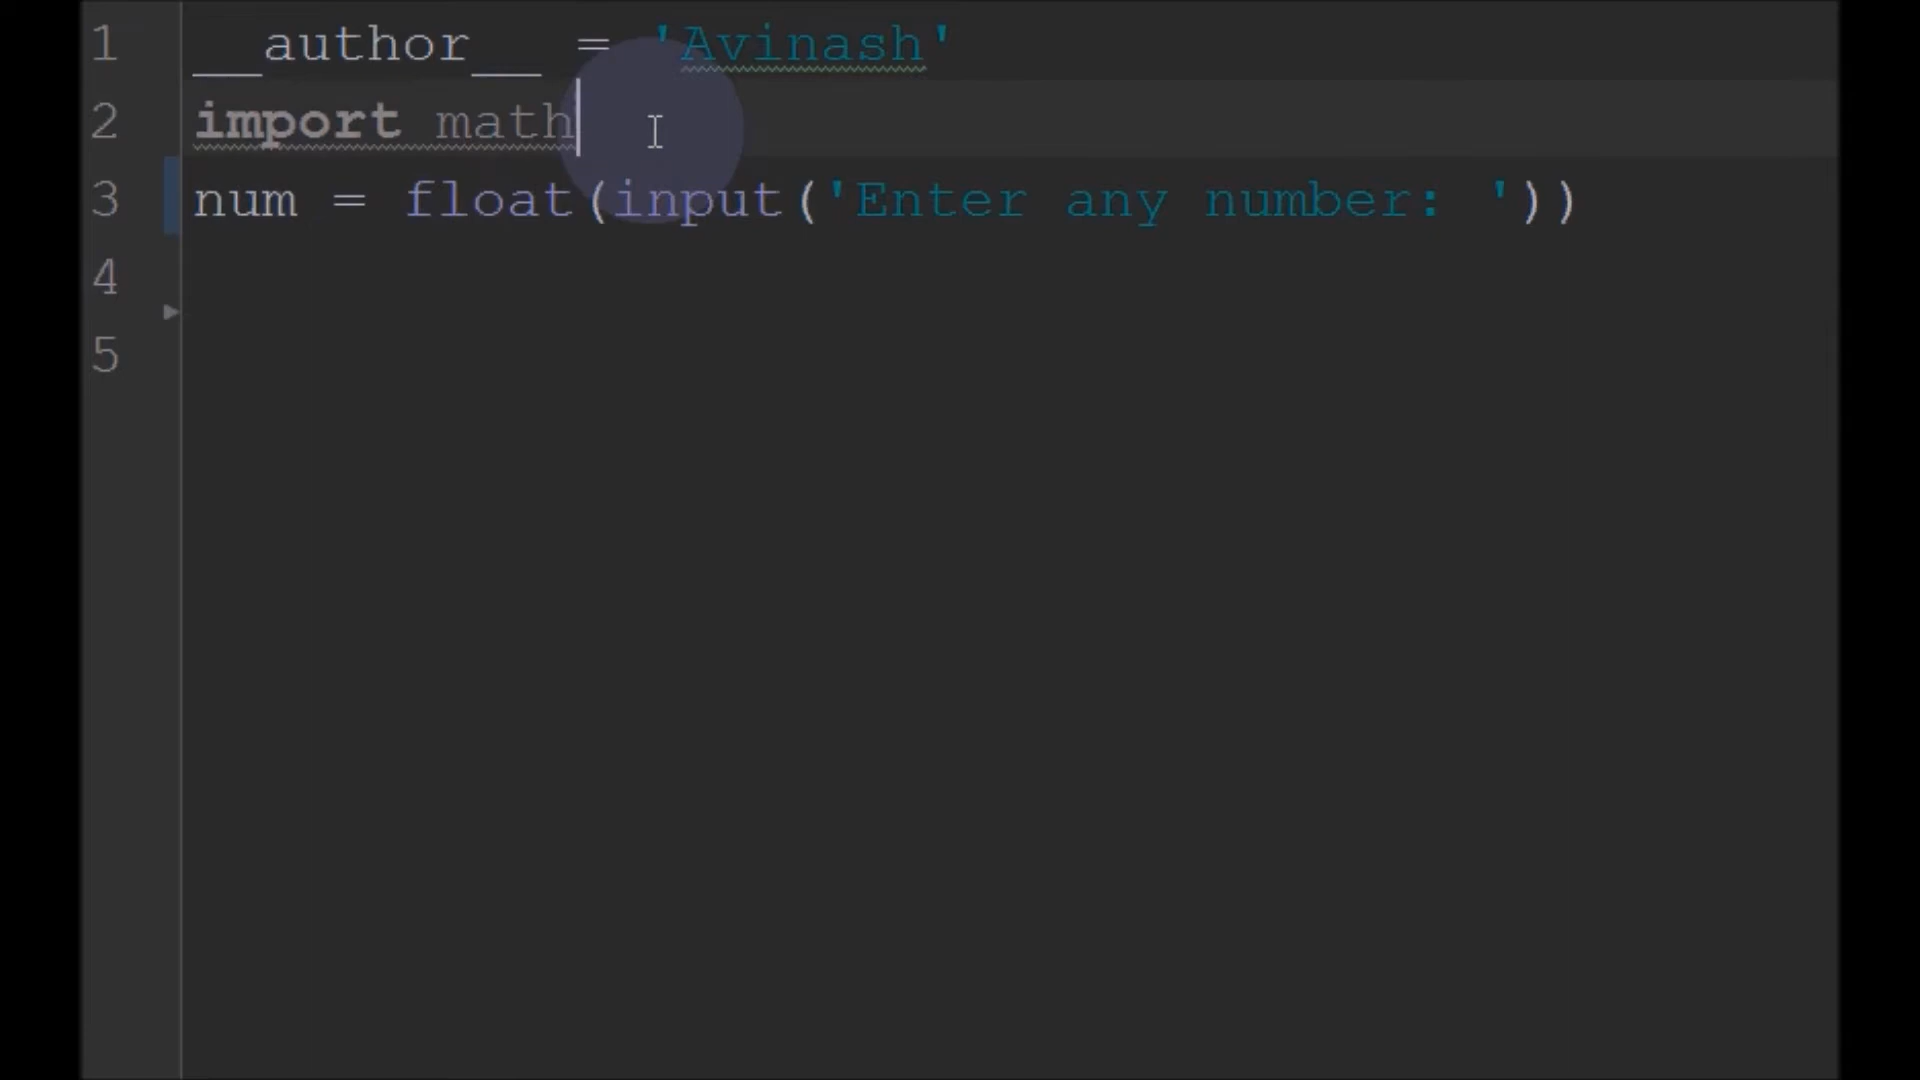 1 __author__ = 'Avinash'
2 import math
3 num = float(input('Enter any number: '))
4
5